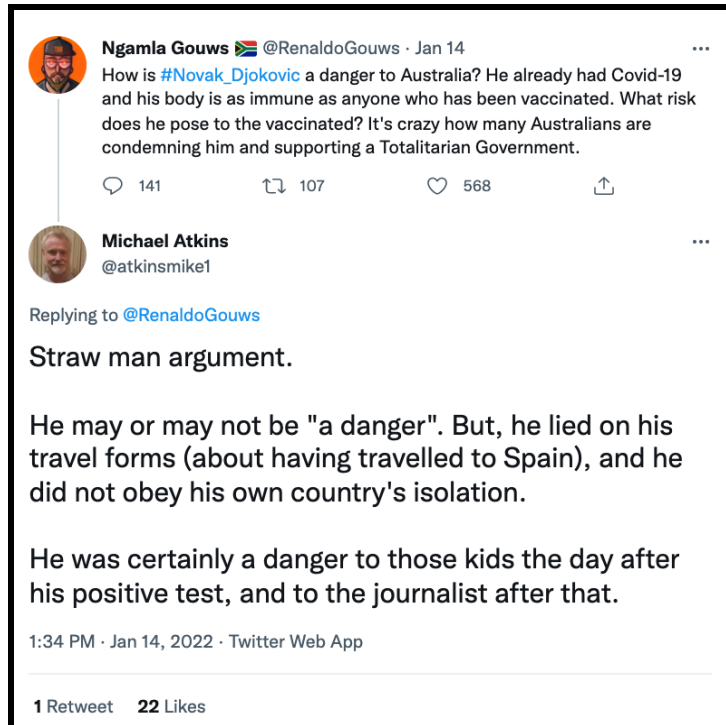 Ngamla Gouws 🇿🇦 @RenaldoGouws · Jan 14
How is #Novak_Djokovic a danger to Australia? He already had Covid-19
and his body is as immune as anyone who has been vaccinated. What risk
does he pose to the vaccinated? It's crazy how many Australians are
condemning him and supporting a Totalitarian Government.
141 107 568
Michael Atkins
@atkinsmike1
Replying to @RenaldoGouws
Straw man argument.
He may or may not be "a danger". But, he lied on his
travel forms (about having travelled to Spain), and he
did not obey his own country's isolation.
He was certainly a danger to those kids the day after
his positive test, and to the journalist after that.
1:34 PM · Jan 14, 2022 · Twitter Web App
1 Retweet 22 Likes